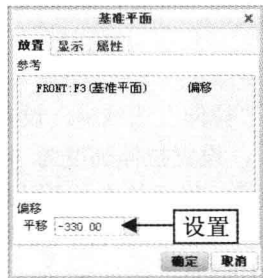 基准平面 ×
放置 显示 属性
参考
FRONT:F3(基准平面) 偏移
偏移
平移 -330.00 设置
确定 取消